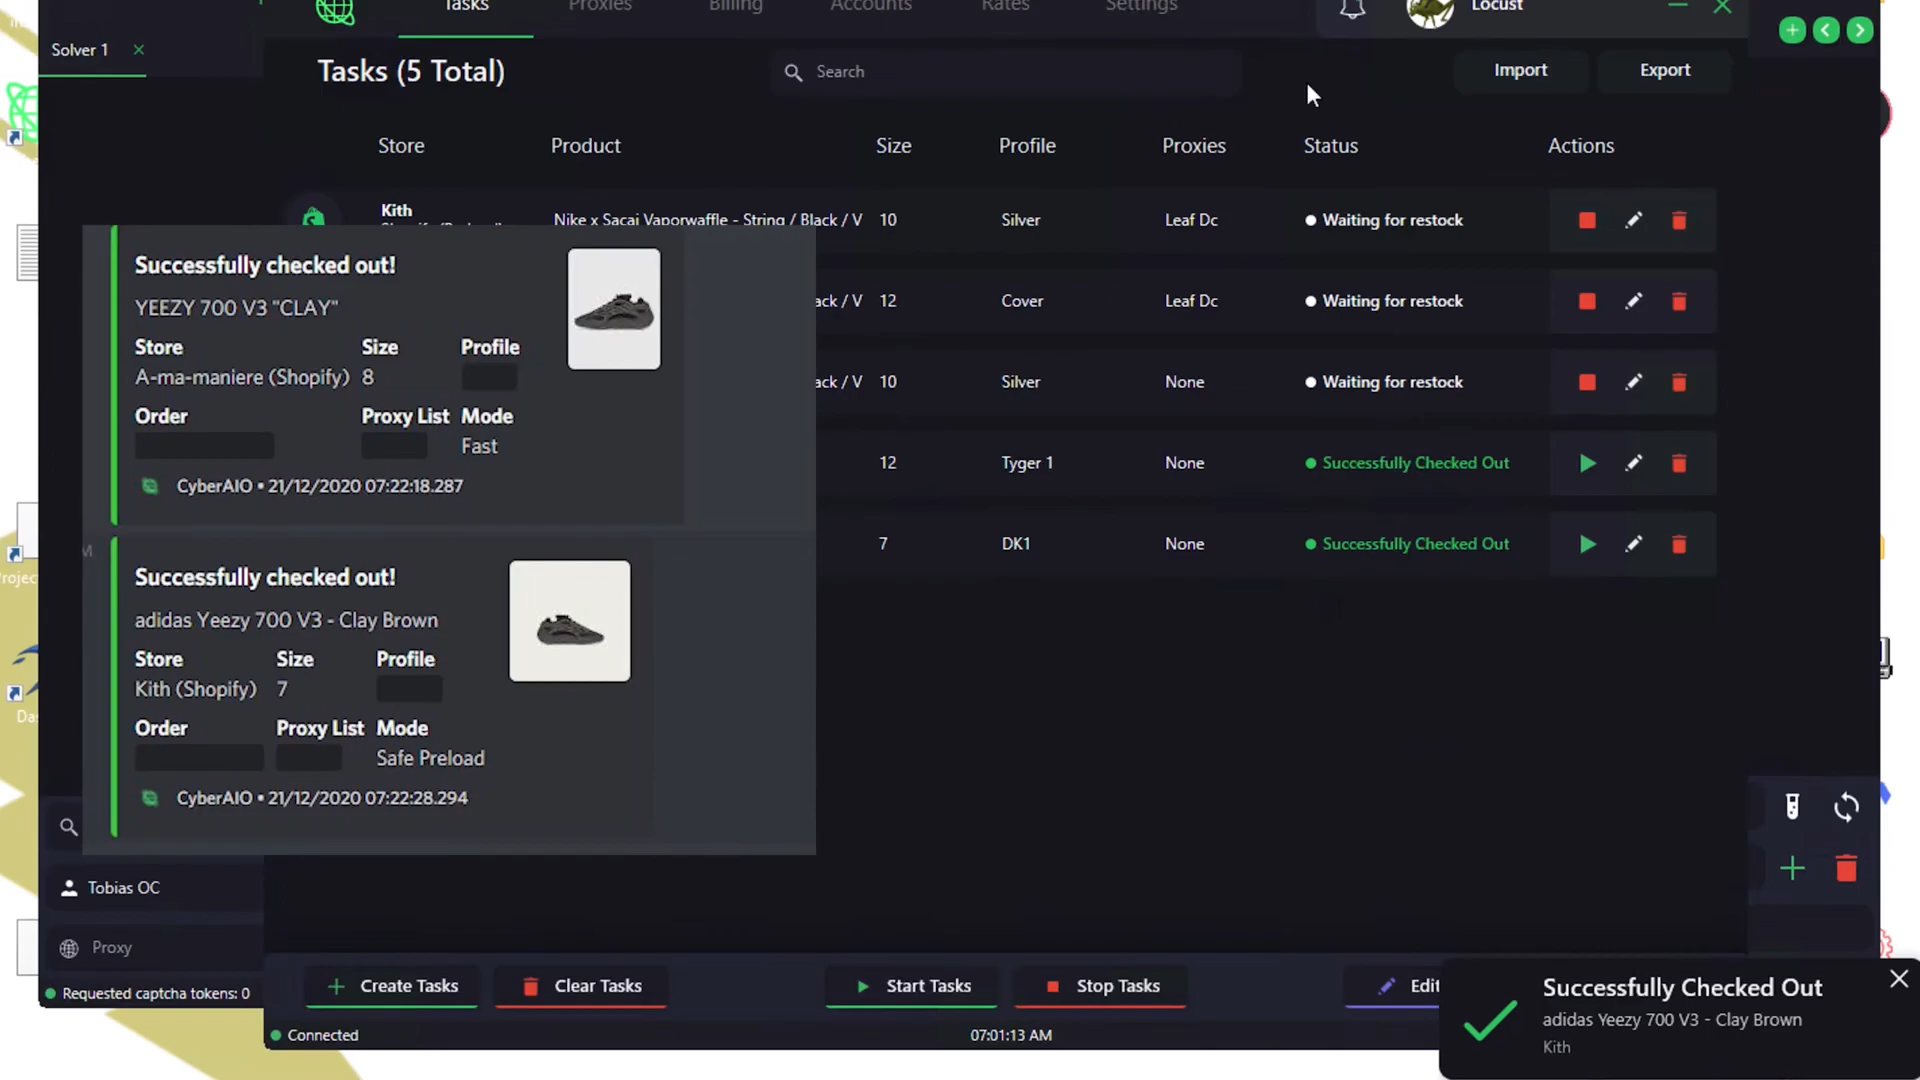 Tasks Proxies Billing Accounts Rates Settings Locust
Solver 1
Tasks (5 Total) Search Import Export
Store Product Size Profile Proxies Status Actions
Kith
Nike x Sacai Vaporwaffle - String / Black / V 10 Silver Leaf Dc Waiting for restock
ack / V 12 Cover Leaf Dc Waiting for restock
ack / V 10 Silver None Waiting for restock
12 Tyger 1 None Successfully Checked Out
7 DK1 None Successfully Checked Out
Successfully checked out!
YEEZY 700 V3 "CLAY"
Store Size Profile
A-ma-maniere (Shopify) 8
Order Proxy List Mode
Fast
CyberAIO • 21/12/2020 07:22:18.287
M
Successfully checked out!
adidas Yeezy 700 V3 - Clay Brown
Store Size Profile
Kith (Shopify) 7
Order Proxy List Mode
Safe Preload
CyberAIO • 21/12/2020 07:22:28.294
Projec
Da
Tobias OC
Proxy
Requested captcha tokens: 0
Create Tasks Clear Tasks Start Tasks Stop Tasks Edit
Connected 07:01:13 AM
Successfully Checked Out
adidas Yeezy 700 V3 - Clay Brown
Kith